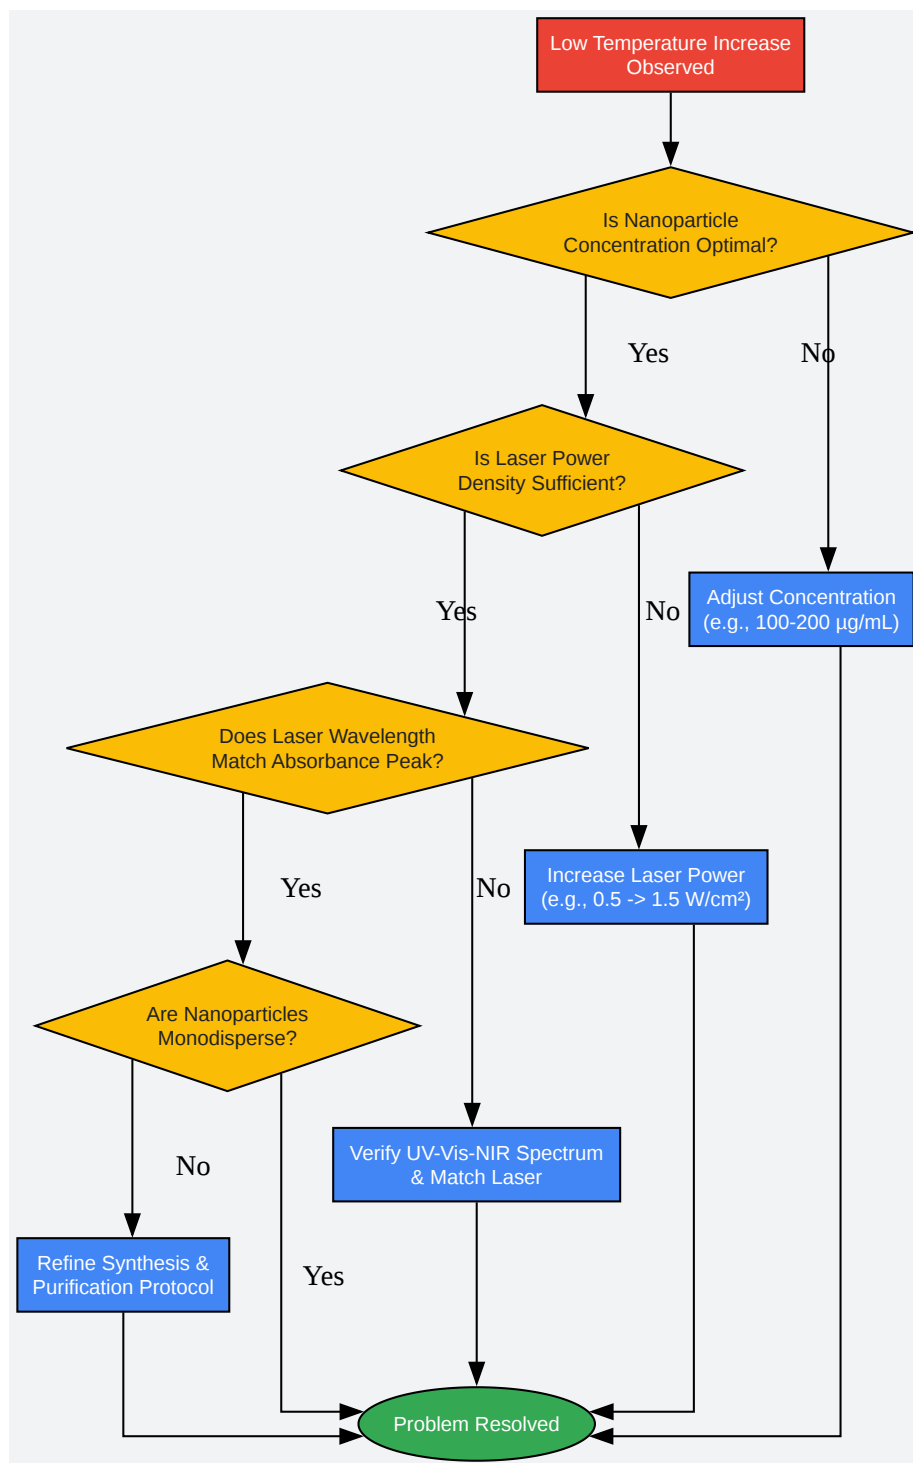 Low Temperature Increase
Observed
Is Nanoparticle
Concentration Optimal?
Yes
No
Is Laser Power
Density Sufficient?
Yes
No
Adjust Concentration
(e.g., 100-200 µg/mL)
Does Laser Wavelength
Match Absorbance Peak?
Yes
No
Increase Laser Power
(e.g., 0.5 -> 1.5 W/cm²)
Are Nanoparticles
Monodisperse?
No
Yes
Verify UV-Vis-NIR Spectrum
& Match Laser
Refine Synthesis &
Purification Protocol
Problem Resolved